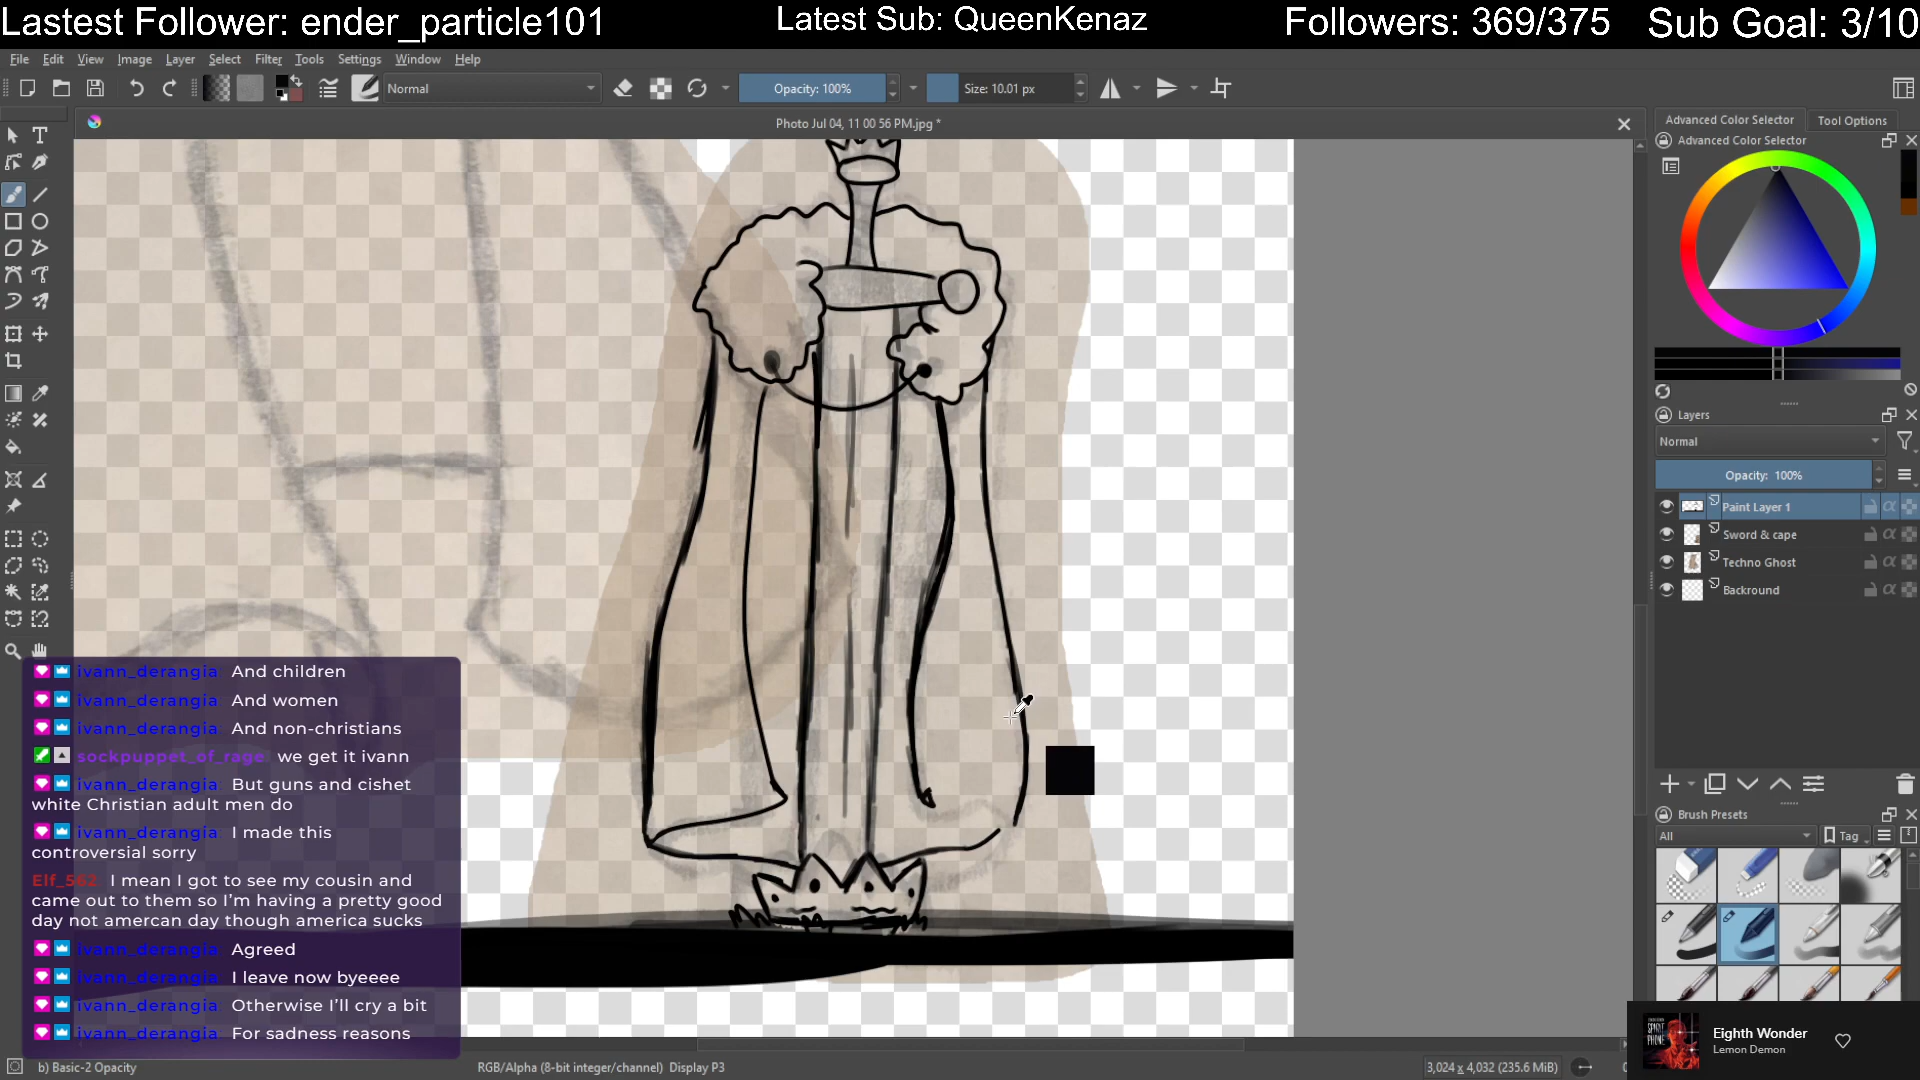 Lastest Follower: ender_particle101
Latest Sub: QueenKenaz
Followers: 369/375
Sub Goal: 3/10
File Edit View Image Layer Select Filter Tools Settings Window Help
Normal
Opacity: 100%
Size: 10.01 px
Photo Jul 04, 11 00 56 PM.jpg *
Advanced Color Selector
Tool Options
Advanced Color Selector
Layers
Normal
Opacity: 100%
Paint Layer 1
Sword & cape
Techno Ghost
Backround
Brush Presets
All
Tag
ivann_derangia: And children
ivann_derangia: And women
ivann_derangia: And non-christians
sockpuppet_of_rage: we get it ivann
ivann_derangia: But guns and cishet
white Christian adult men do
ivann_derangia: I made this
controversial sorry
Elf_562: I mean I got to see my cousin and
came out to them so I'm having a pretty good
day not amercan day though america sucks
ivann_derangia: Agreed
ivann_derangia: I leave now byeeee
ivann_derangia: Otherwise I'll cry a bit
ivann_derangia: For sadness reasons
Eighth Wonder
Lemon Demon
b) Basic-2 Opacity
RGB/Alpha (8-bit integer/channel) Display P3
3,024 x 4,032 (235.6 MiB)